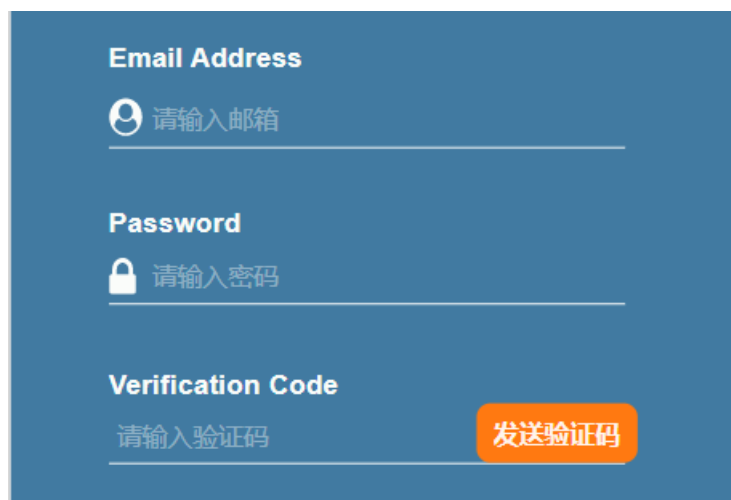 Email Address
请输入邮箱
Password
请输入密码
Verification Code
请输入验证码 发送验证码